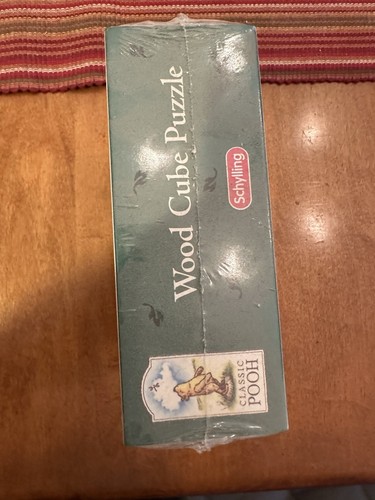 Wood Cube Puzzle
Schylling
CLASSIC
POOH